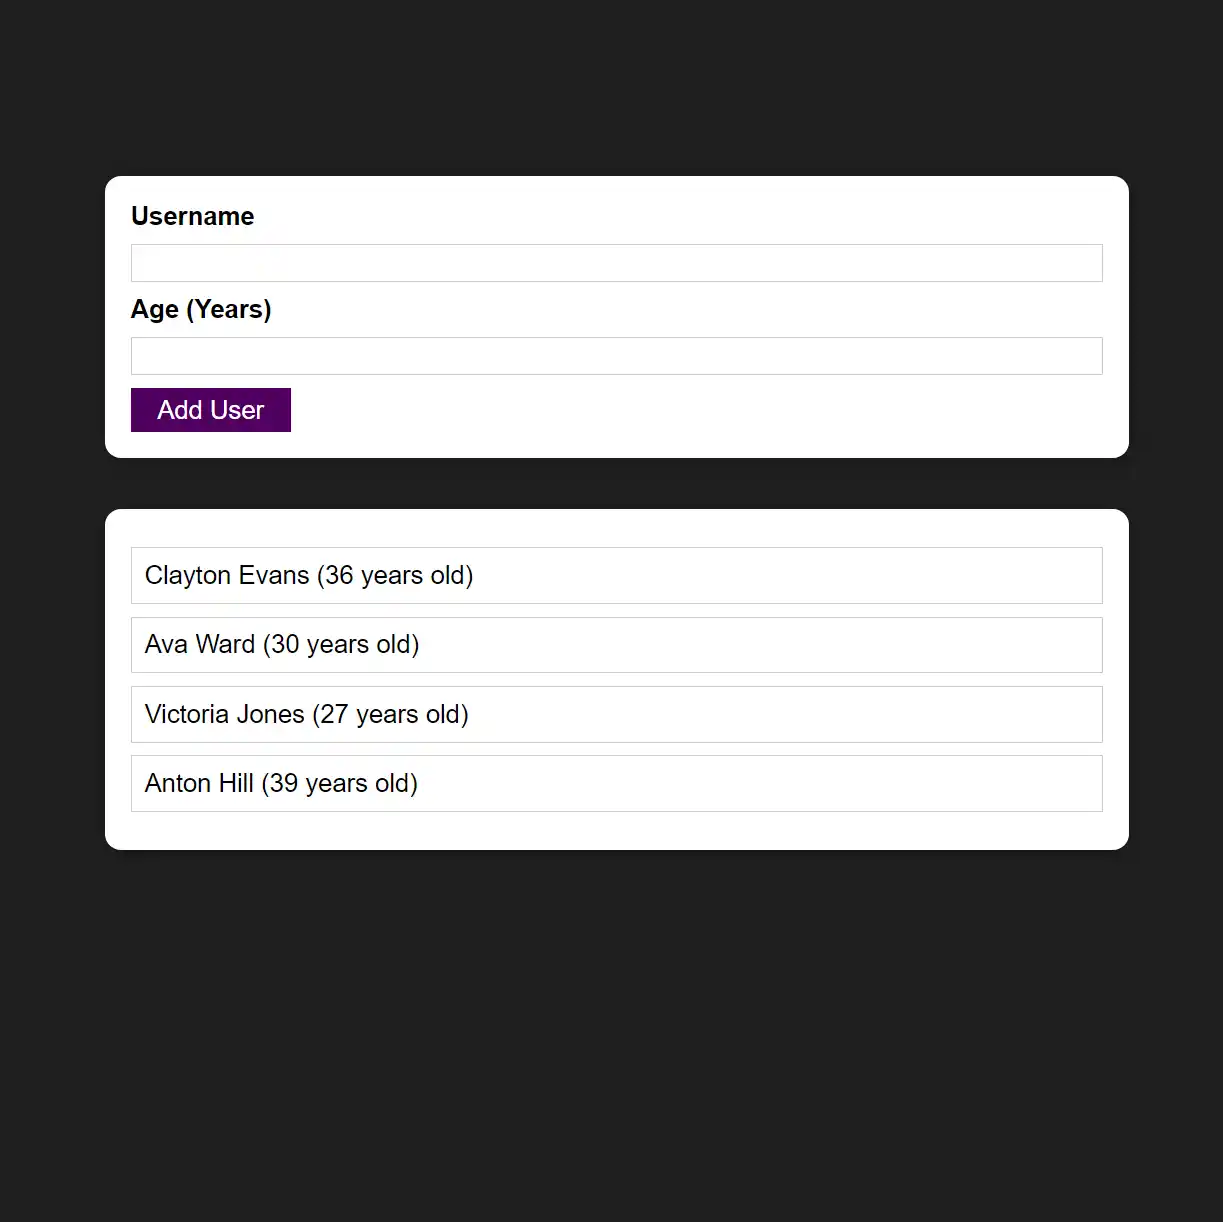 Username
Age (Years)
Add User
Clayton Evans (36 years old)
Ava Ward (30 years old)
Victoria Jones (27 years old)
Anton Hill (39 years old)